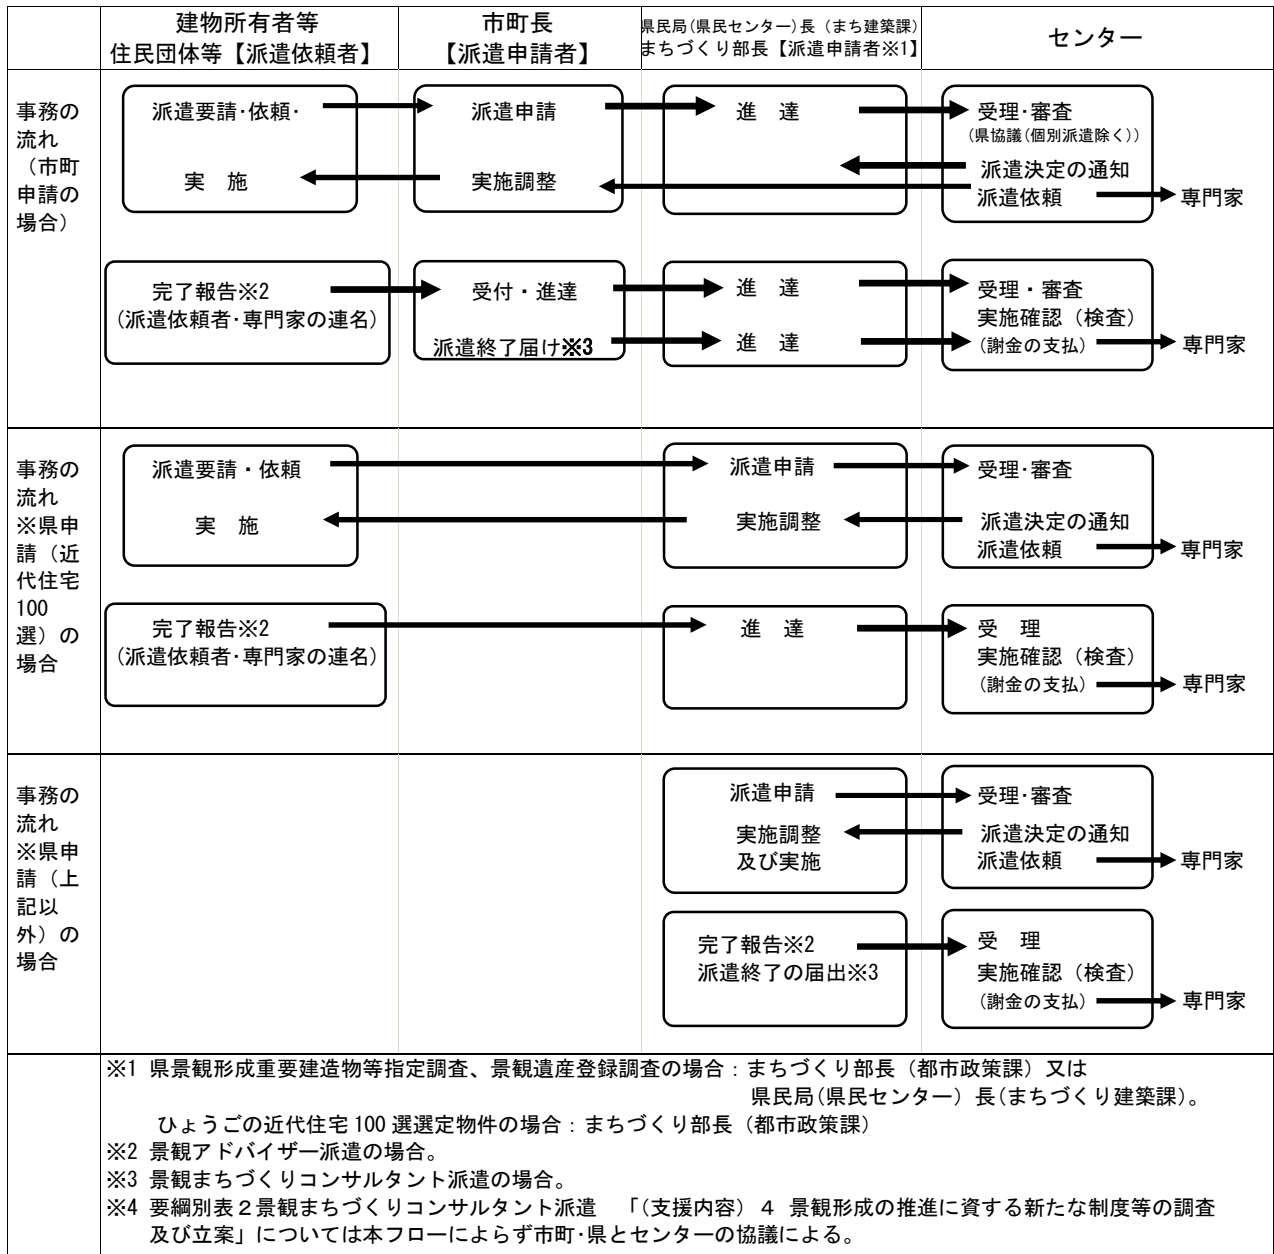 建物所有者等
住民団体等【派遣依頼者】
市町長
【派遣申請者】
県民局(県民センター)長（まち建築課）
まちづくり部長【派遣申請者※1】
センター
事務の
流れ
（市町
申請の
場合）
派遣要請･依頼･
実　施
派遣申請
実施調整
進　達
受理･審査
（県協議(個別派遣除く））
派遣決定の通知
派遣依頼
専門家
完了報告※2
（派遣依頼者･専門家の連名）
受付・進達
派遣終了届け※3
進　達
進　達
受理・審査
実施確認（検査）
（謝金の支払）
専門家
事務の
流れ
※県申
請（近
代住宅
100
選）の
場合
派遣要請・依頼
実　施
派遣申請
実施調整
受理･審査
派遣決定の通知
派遣依頼
専門家
完了報告※2
（派遣依頼者･専門家の連名）
進　達
受　理
実施確認（検査）
（謝金の支払）
専門家
事務の
流れ
※県申
請（上
記以
外）の
場合
派遣申請
実施調整
及び実施
受理･審査
派遣決定の通知
派遣依頼
専門家
完了報告※2
派遣終了の届出※3
受　理
実施確認（検査）
（謝金の支払）
専門家
※1 県景観形成重要建造物等指定調査、景観遺産登録調査の場合：まちづくり部長（都市政策課）又は
県民局(県民センター）長(まちづくり建築課)。
ひょうごの近代住宅 100 選選定物件の場合：まちづくり部長（都市政策課）
※2 景観アドバイザー派遣の場合。
※3 景観まちづくりコンサルタント派遣の場合。
※4 要綱別表２景観まちづくりコンサルタント派遣　「（支援内容）４ 景観形成の推進に資する新たな制度等の調査
及び立案」については本フローによらず市町･県とセンターの協議による。